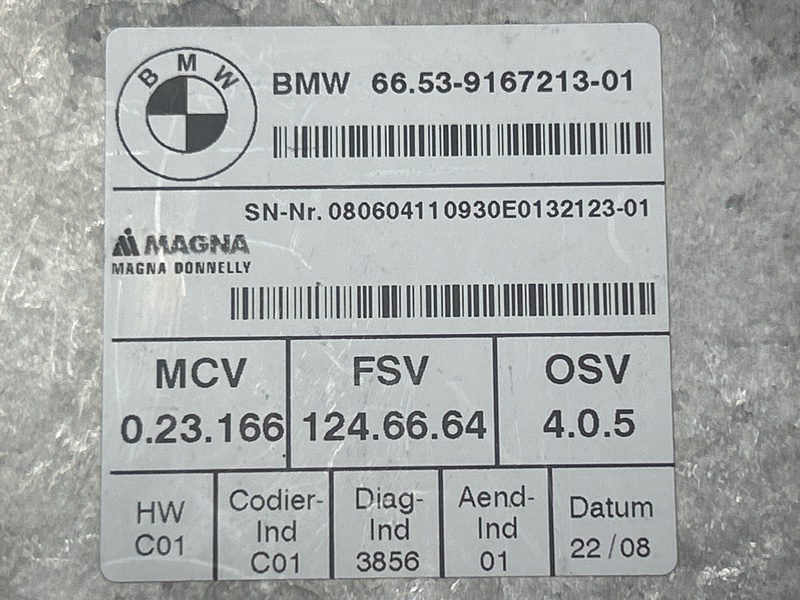 BMW
BMW 66.53-9167213-01
SN-Nr. 080604110930E0132123-01
MAGNA
MAGNA DONNELLY
MCV FSV OSV
0.23.166 124.66.64 4.0.5
HW Codier- Diag- Aend- Datum
Ind Ind Ind
C01 C01 3856 01 22/08